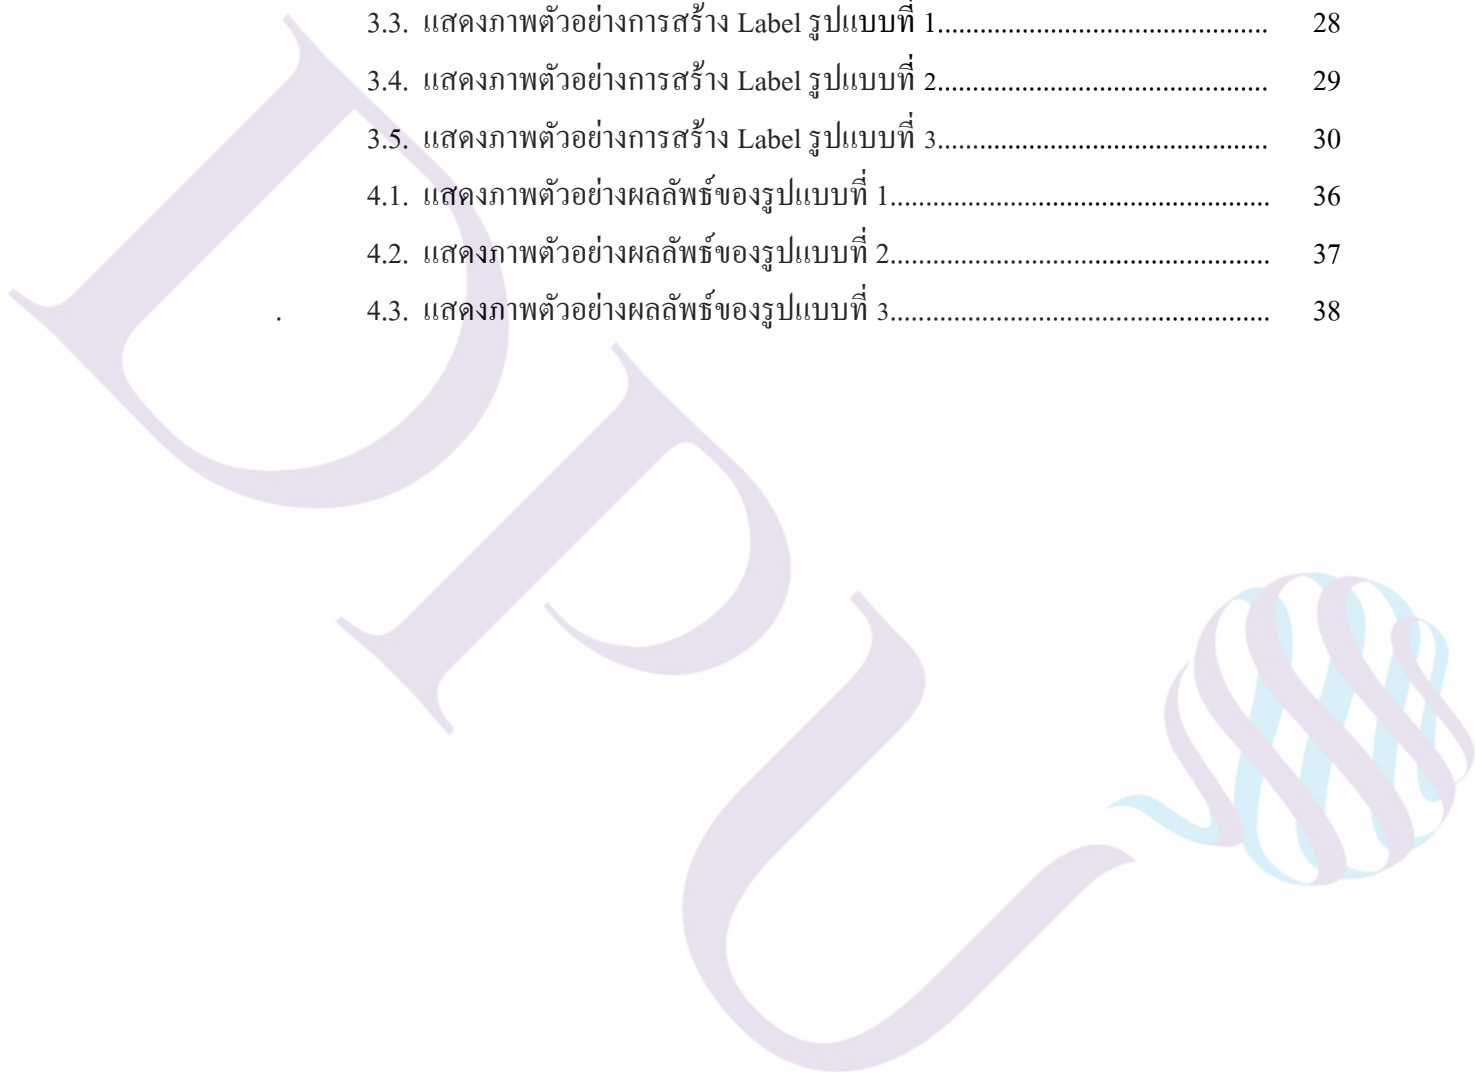 3.3. แสดงภาพตัวอย่างการสร้าง Label รูปแบบที่ 1............................................... 28
3.4. แสดงภาพตัวอย่างการสร้าง Label รูปแบบที่ 2............................................... 29
3.5. แสดงภาพตัวอย่างการสร้าง Label รูปแบบที่ 3............................................... 30
4.1. แสดงภาพตัวอย่างผลลัพธ์ของรูปแบบที่ 1...................................................... 36
4.2. แสดงภาพตัวอย่างผลลัพธ์ของรูปแบบที่ 2...................................................... 37
. 4.3. แสดงภาพตัวอย่างผลลัพธ์ของรูปแบบที่ 3...................................................... 38
DPU